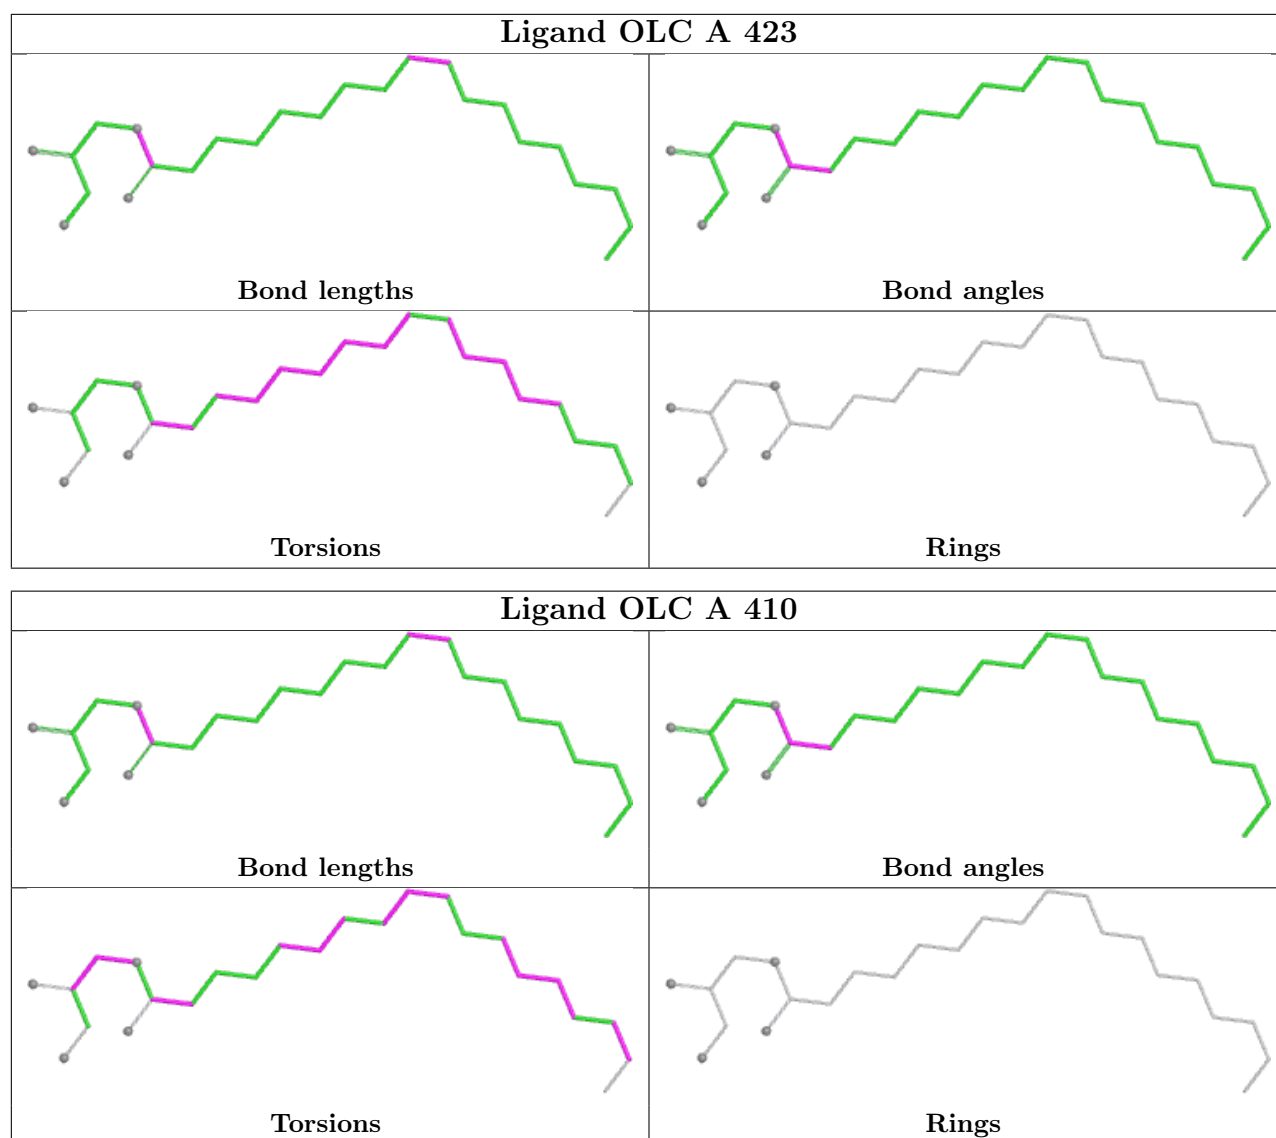 Ligand OLC A 423
Bond lengths
Bond angles
Torsions
Rings
Ligand OLC A 410
Bond lengths
Bond angles
Torsions
Rings